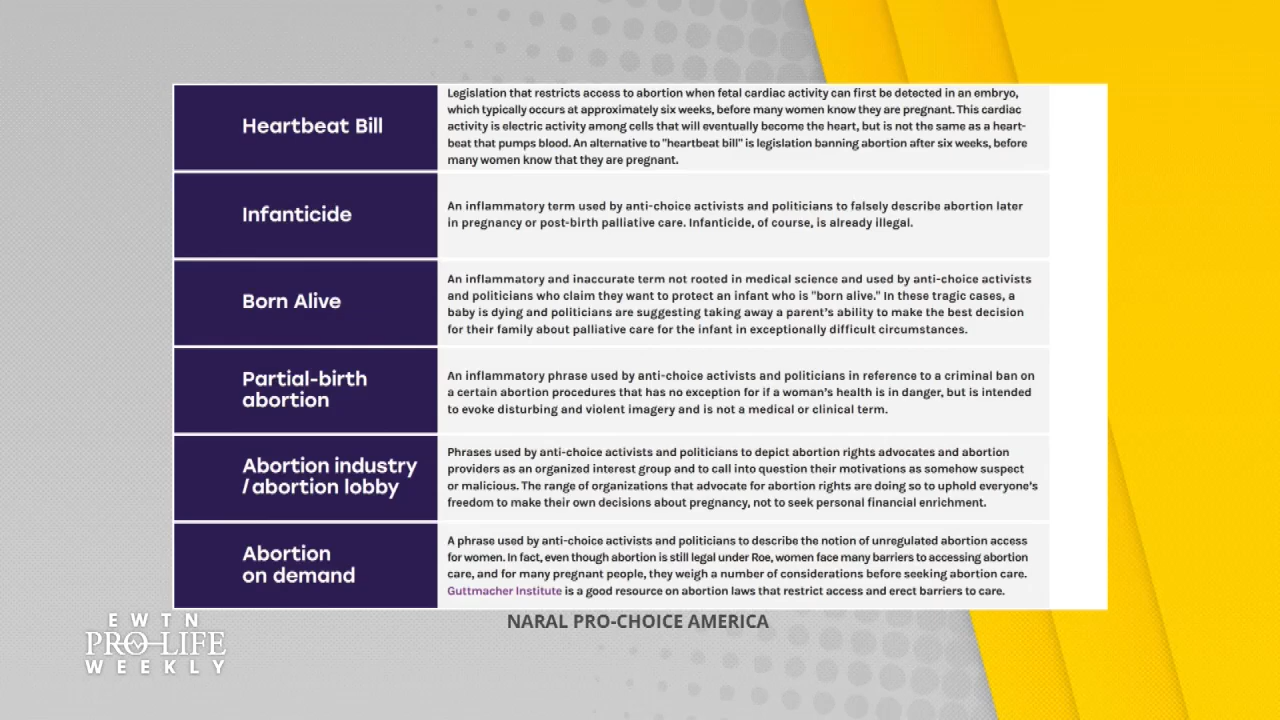 Heartbeat Bill
Legislation that restricts access to abortion when fetal cardiac activity can first be detected in an embryo,
which typically occurs at approximately six weeks, before many women know they are pregnant. This cardiac
activity is electric activity among cells that will eventually become the heart, but is not the same as a heart-
beat that pumps blood. An alternative to "heartbeat bill" is legislation banning abortion after six weeks, before
many women know that they are pregnant.
Infanticide
An inflammatory term used by anti-choice activists and politicians to falsely describe abortion later
in pregnancy or post-birth palliative care. Infanticide, of course, is already illegal.
Born Alive
An inflammatory and inaccurate term not rooted in medical science and used by anti-choice activists
and politicians who claim they want to protect an infant who is "born alive." In these tragic cases, a
baby is dying and politicians are suggesting taking away a parent's ability to make the best decision
for their family about palliative care for the infant in exceptionally difficult circumstances.
Partial-birth
abortion
An inflammatory phrase used by anti-choice activists and politicians in reference to a criminal ban on
a certain abortion procedures that has no exception for if a woman's health is in danger, but is intended
to evoke disturbing and violent imagery and is not a medical or clinical term.
Abortion industry
/ abortion lobby
Phrases used by anti-choice activists and politicians to depict abortion rights advocates and abortion
providers as an organized interest group and to call into question their motivations as somehow suspect
or malicious. The range of organizations that advocate for abortion rights are doing so to uphold everyone's
freedom to make their own decisions about pregnancy, not to seek personal financial enrichment.
Abortion
on demand
A phrase used by anti-choice activists and politicians to describe the notion of unregulated abortion access
for women. In fact, even though abortion is still legal under Roe, women face many barriers to accessing abortion
care, and for many pregnant people, they weigh a number of considerations before seeking abortion care.
Guttmacher Institute is a good resource on abortion laws that restrict access and erect barriers to care.
NARAL PRO-CHOICE AMERICA
EWTN
PRO-LIFE
WEEKLY